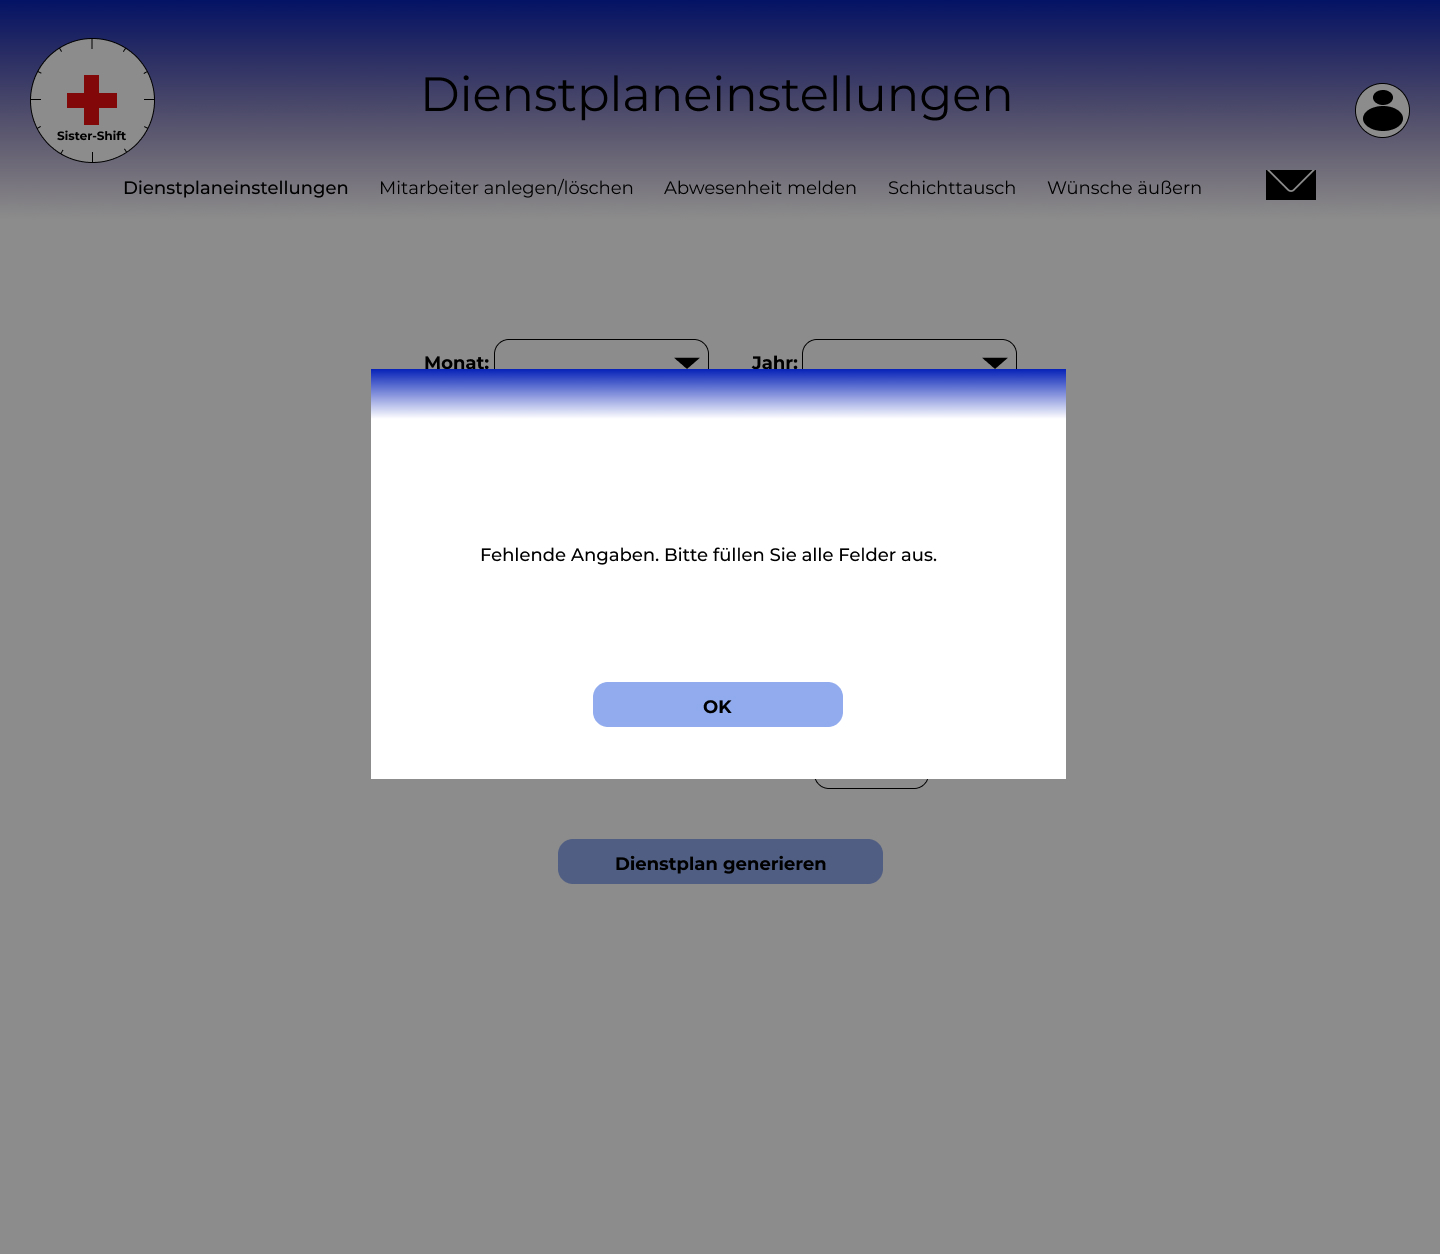 Dienstplaneinstellungen
Sister-Shift
Dienstplaneinstellungen Mitarbeiter anlegen/löschen Abwesenheit melden Schichttausch Wünsche äußern
Monat: Jahr:
Fehlende Angaben. Bitte füllen Sie alle Felder aus.
OK
Dienstplan generieren